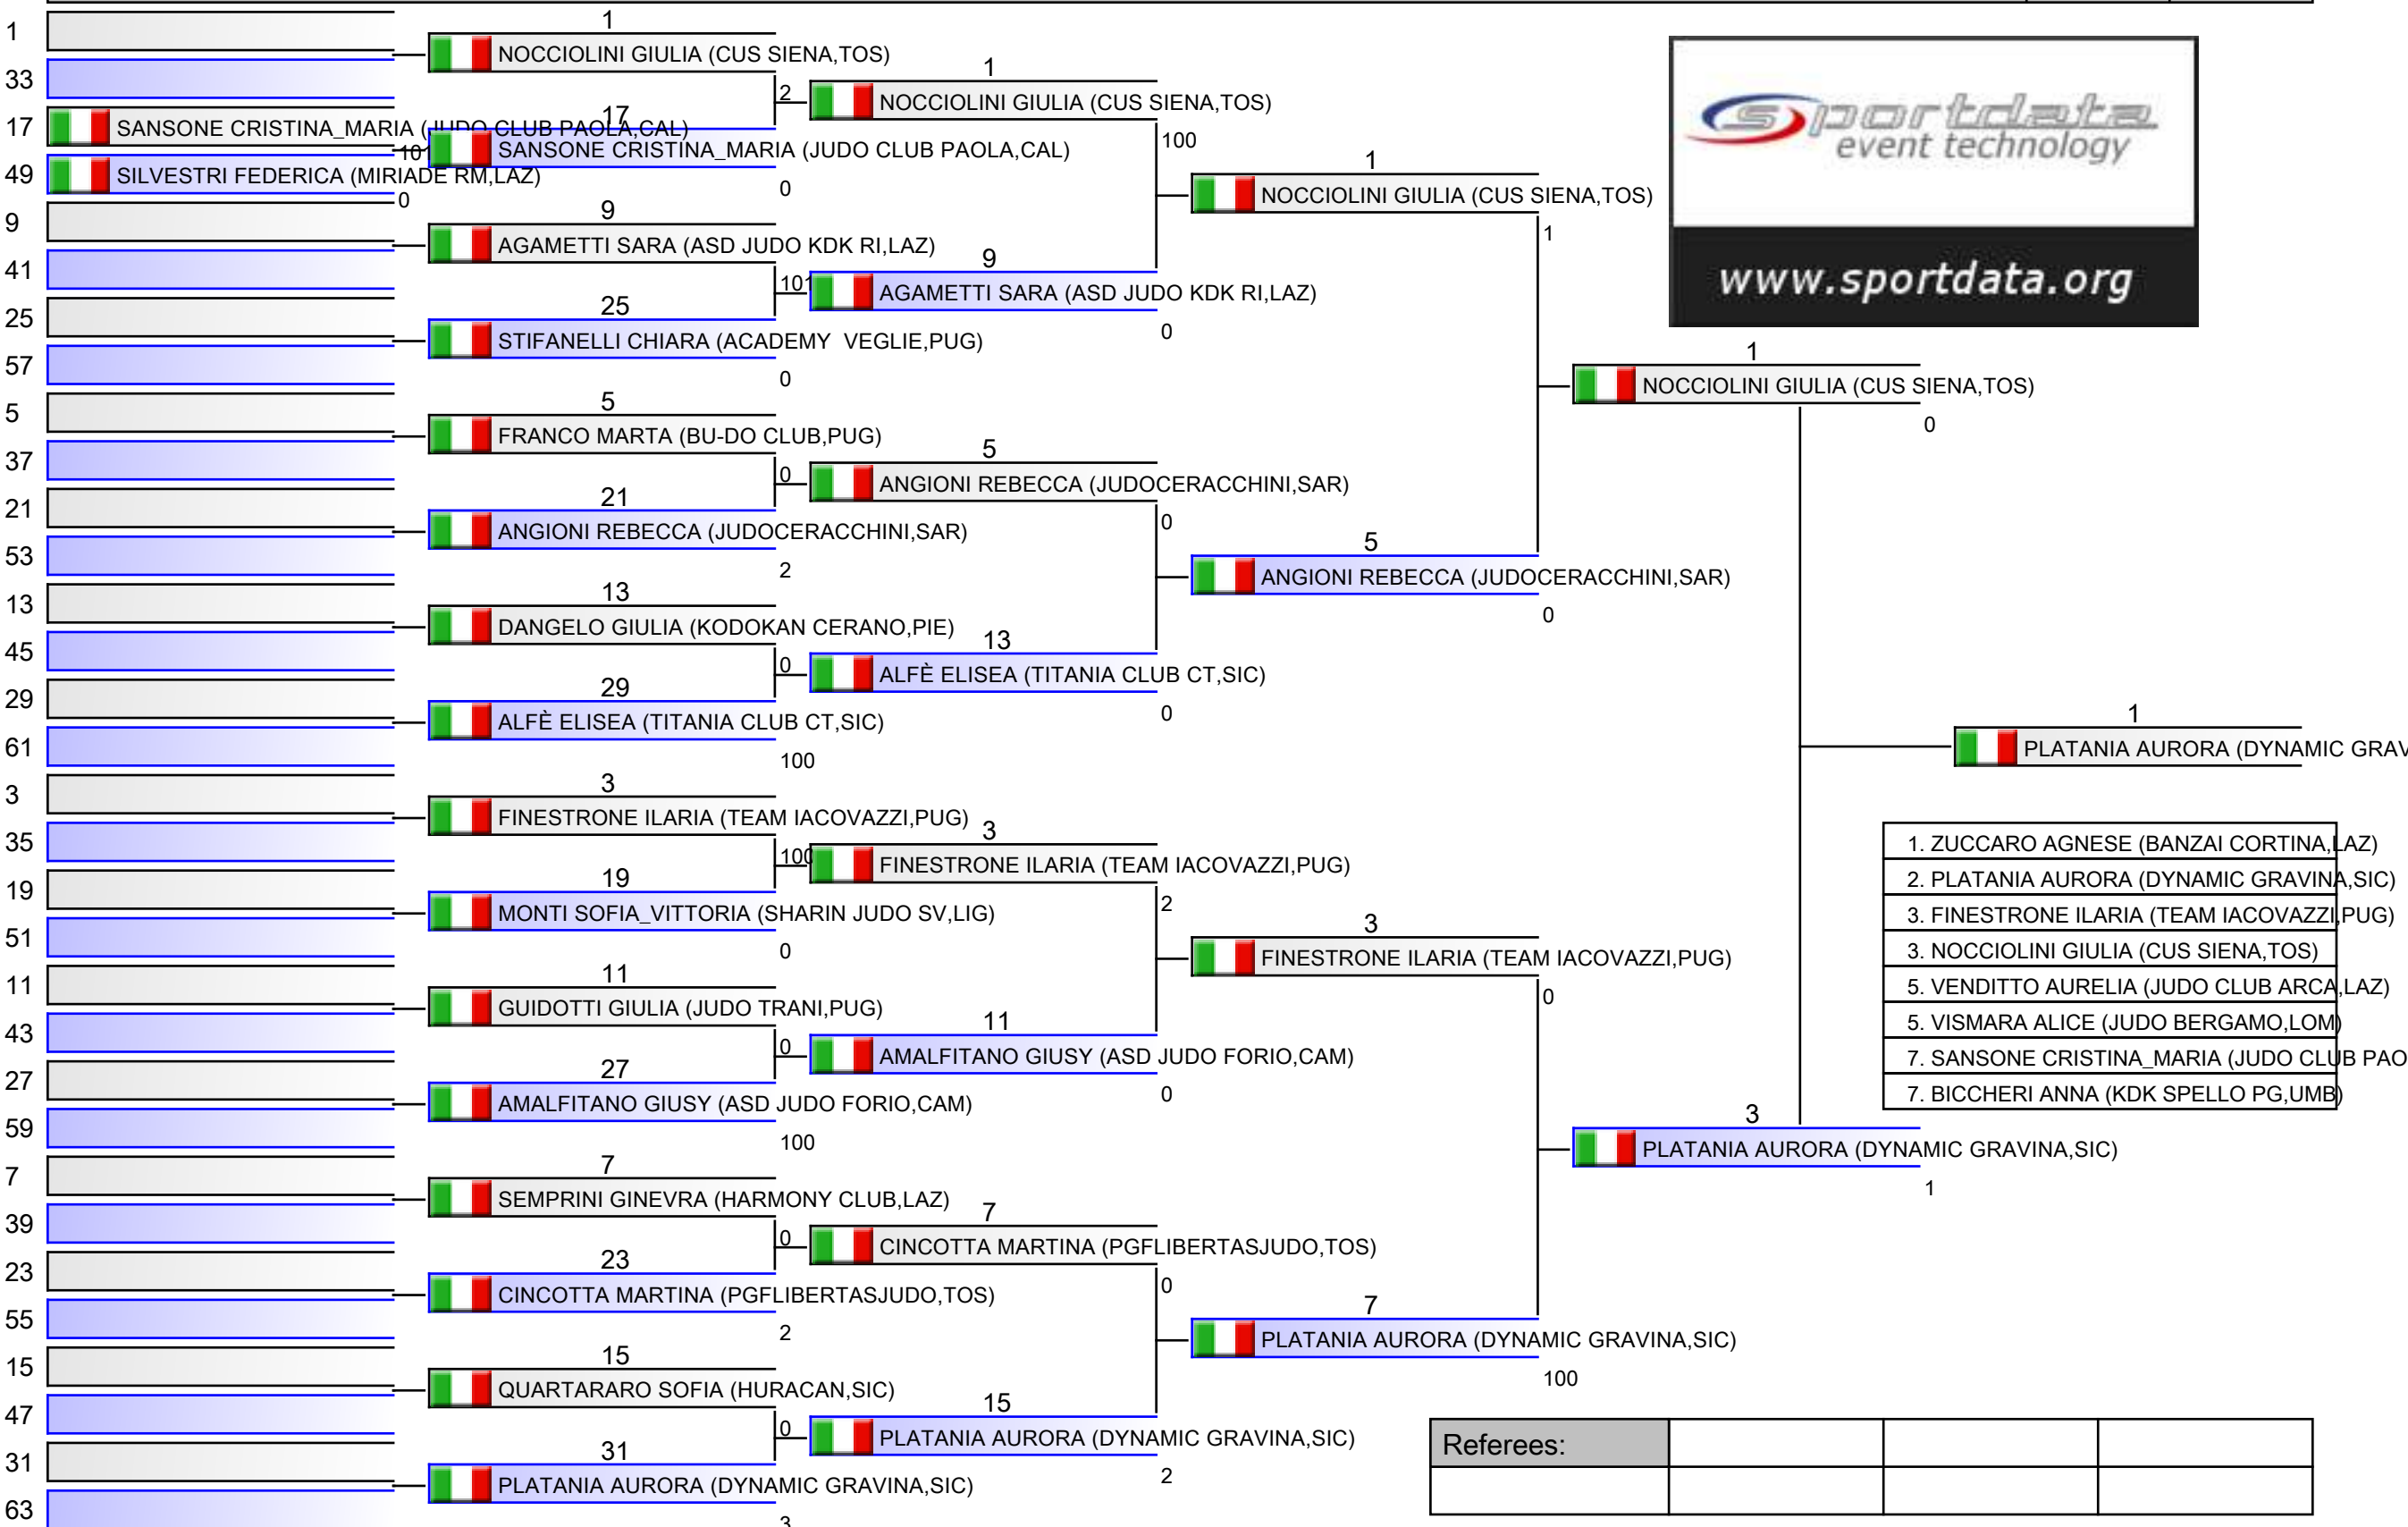 1
1
NOCCIOLINI GIULIA (CUS SIENA,TOS)
33
2
1
NOCCIOLINI GIULIA (CUS SIENA,TOS)
17
SANSONE CRISTINA_MARIA (JUDO CLUB PAOLA,CAL)
17
101
SANSONE CRISTINA_MARIA (JUDO CLUB PAOLA,CAL)
100
49
SILVESTRI FEDERICA (MIRIADE RM,LAZ)
0
0
1
NOCCIOLINI GIULIA (CUS SIENA,TOS)
1
sportdata
event technology
www.sportdata.org
9
9
AGAMETTI SARA (ASD JUDO KDK RI,LAZ)
41
101
9
AGAMETTI SARA (ASD JUDO KDK RI,LAZ)
0
25
25
STIFANELLI CHIARA (ACADEMY  VEGLIE,PUG)
0
57
1
NOCCIOLINI GIULIA (CUS SIENA,TOS)
0
5
5
FRANCO MARTA (BU-DO CLUB,PUG)
37
0
5
ANGIONI REBECCA (JUDOCERACCHINI,SAR)
0
21
21
ANGIONI REBECCA (JUDOCERACCHINI,SAR)
2
53
5
ANGIONI REBECCA (JUDOCERACCHINI,SAR)
0
13
13
DANGELO GIULIA (KODOKAN CERANO,PIE)
45
0
13
ALFÈ ELISEA (TITANIA CLUB CT,SIC)
0
29
29
ALFÈ ELISEA (TITANIA CLUB CT,SIC)
100
61
1
PLATANIA AURORA (DYNAMIC GRAV
3
3
FINESTRONE ILARIA (TEAM IACOVAZZI,PUG)
35
100
3
FINESTRONE ILARIA (TEAM IACOVAZZI,PUG)
2
19
19
MONTI SOFIA_VITTORIA (SHARIN JUDO SV,LIG)
0
51
3
FINESTRONE ILARIA (TEAM IACOVAZZI,PUG)
0
1. ZUCCARO AGNESE (BANZAI CORTINA,LAZ)
2. PLATANIA AURORA (DYNAMIC GRAVINA,SIC)
3. FINESTRONE ILARIA (TEAM IACOVAZZI,PUG)
3. NOCCIOLINI GIULIA (CUS SIENA,TOS)
5. VENDITTO AURELIA (JUDO CLUB ARCA,LAZ)
5. VISMARA ALICE (JUDO BERGAMO,LOM)
7. SANSONE CRISTINA_MARIA (JUDO CLUB PAO
7. BICCHERI ANNA (KDK SPELLO PG,UMB)
11
11
GUIDOTTI GIULIA (JUDO TRANI,PUG)
43
0
11
AMALFITANO GIUSY (ASD JUDO FORIO,CAM)
0
27
27
AMALFITANO GIUSY (ASD JUDO FORIO,CAM)
100
59
3
PLATANIA AURORA (DYNAMIC GRAVINA,SIC)
1
7
7
SEMPRINI GINEVRA (HARMONY CLUB,LAZ)
39
0
7
CINCOTTA MARTINA (PGFLIBERTASJUDO,TOS)
0
23
23
CINCOTTA MARTINA (PGFLIBERTASJUDO,TOS)
2
55
7
PLATANIA AURORA (DYNAMIC GRAVINA,SIC)
100
15
15
QUARTARARO SOFIA (HURACAN,SIC)
47
0
15
PLATANIA AURORA (DYNAMIC GRAVINA,SIC)
2
31
31
PLATANIA AURORA (DYNAMIC GRAVINA,SIC)
3
63
Referees: